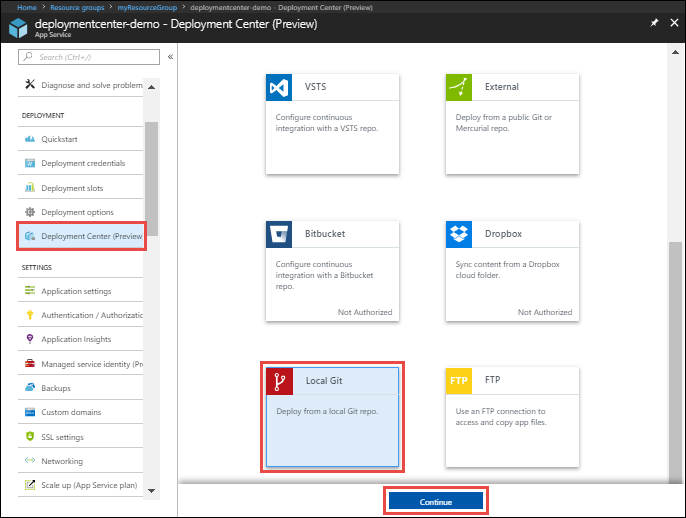 Home > Resource groups > myResourceGroup > deploymentcenter-demo - Deployment Center (Preview)
deploymentcenter-demo - Deployment Center (Preview)
App Service
Search (Ctrl+/)
Diagnose and solve problem
DEPLOYMENT
Quickstart
Deployment credentials
Deployment slots
Deployment options
Deployment Center (Preview
SETTINGS
Application settings
Authentication / Authorizatio
Application Insights
Managed service identity (Pr
Backups
Custom domains
SSL settings
Networking
Scale up (App Service plan)
VSTS
Configure continuous
integration with a VSTS repo.
External
Deploy from a public Git or
Mercurial repo.
Bitbucket
Configure continuous
integration with a Bitbucket
repo.
Not Authorized
Dropbox
Sync content from a Dropbox
cloud folder.
Not Authorized
Local Git
Deploy from a local Git repo.
FTP
FTP
Use an FTP connection to
access and copy app files.
Continue